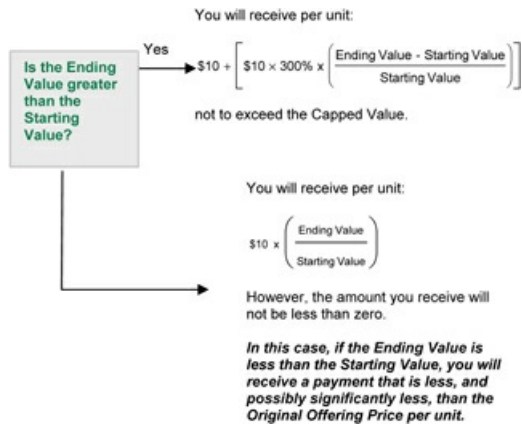 You will receive per unit:
Is the Ending
Value greater
than the
Starting
Value?
Yes
$10 + [ $10 × 300% x ( Ending Value - Starting Value / Starting Value ) ]
not to exceed the Capped Value.
You will receive per unit:
$10 x ( Ending Value / Starting Value )
However, the amount you receive will
not be less than zero.
In this case, if the Ending Value is
less than the Starting Value, you will
receive a payment that is less, and
possibly significantly less, than the
Original Offering Price per unit.